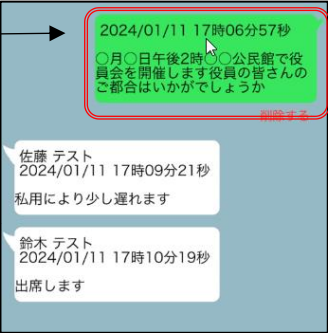 2024/01/11 17時06分57秒
○月○日午後2時○○公民館で役
員会を開催します役員の皆さんの
ご都合はいかがでしょうか
削除する
佐藤 テスト
2024/01/11 17時09分21秒
私用により少し遅れます
鈴木 テスト
2024/01/11 17時10分19秒
出席します